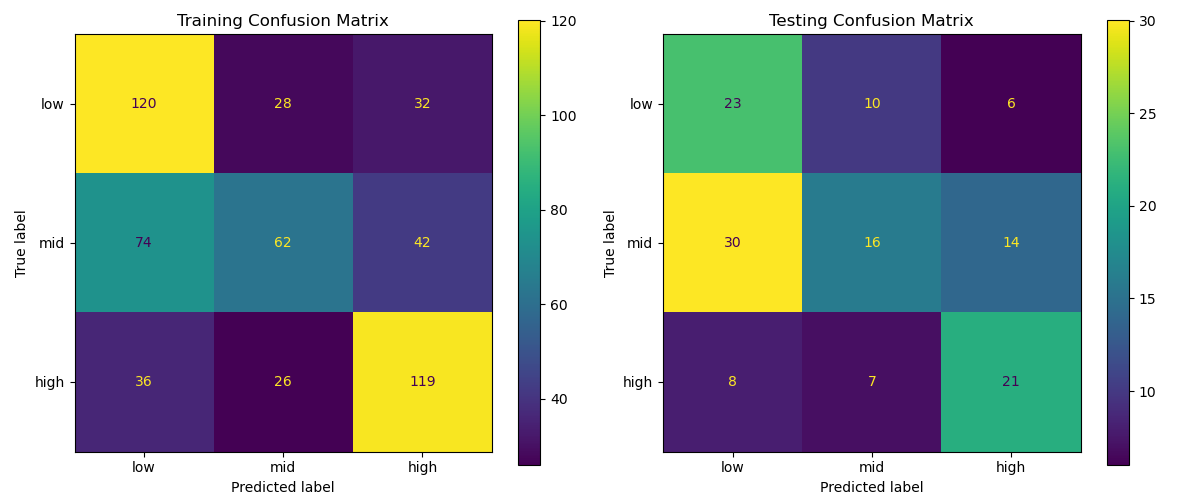 Training Confusion Matrix
low 120 28 32
mid 74 62 42
high 36 26 119
low mid high
Predicted label
True label
120
100
80
60
40
Testing Confusion Matrix
low 23 10 6
mid 30 16 14
high 8 7 21
low mid high
Predicted label
True label
30
25
20
15
10